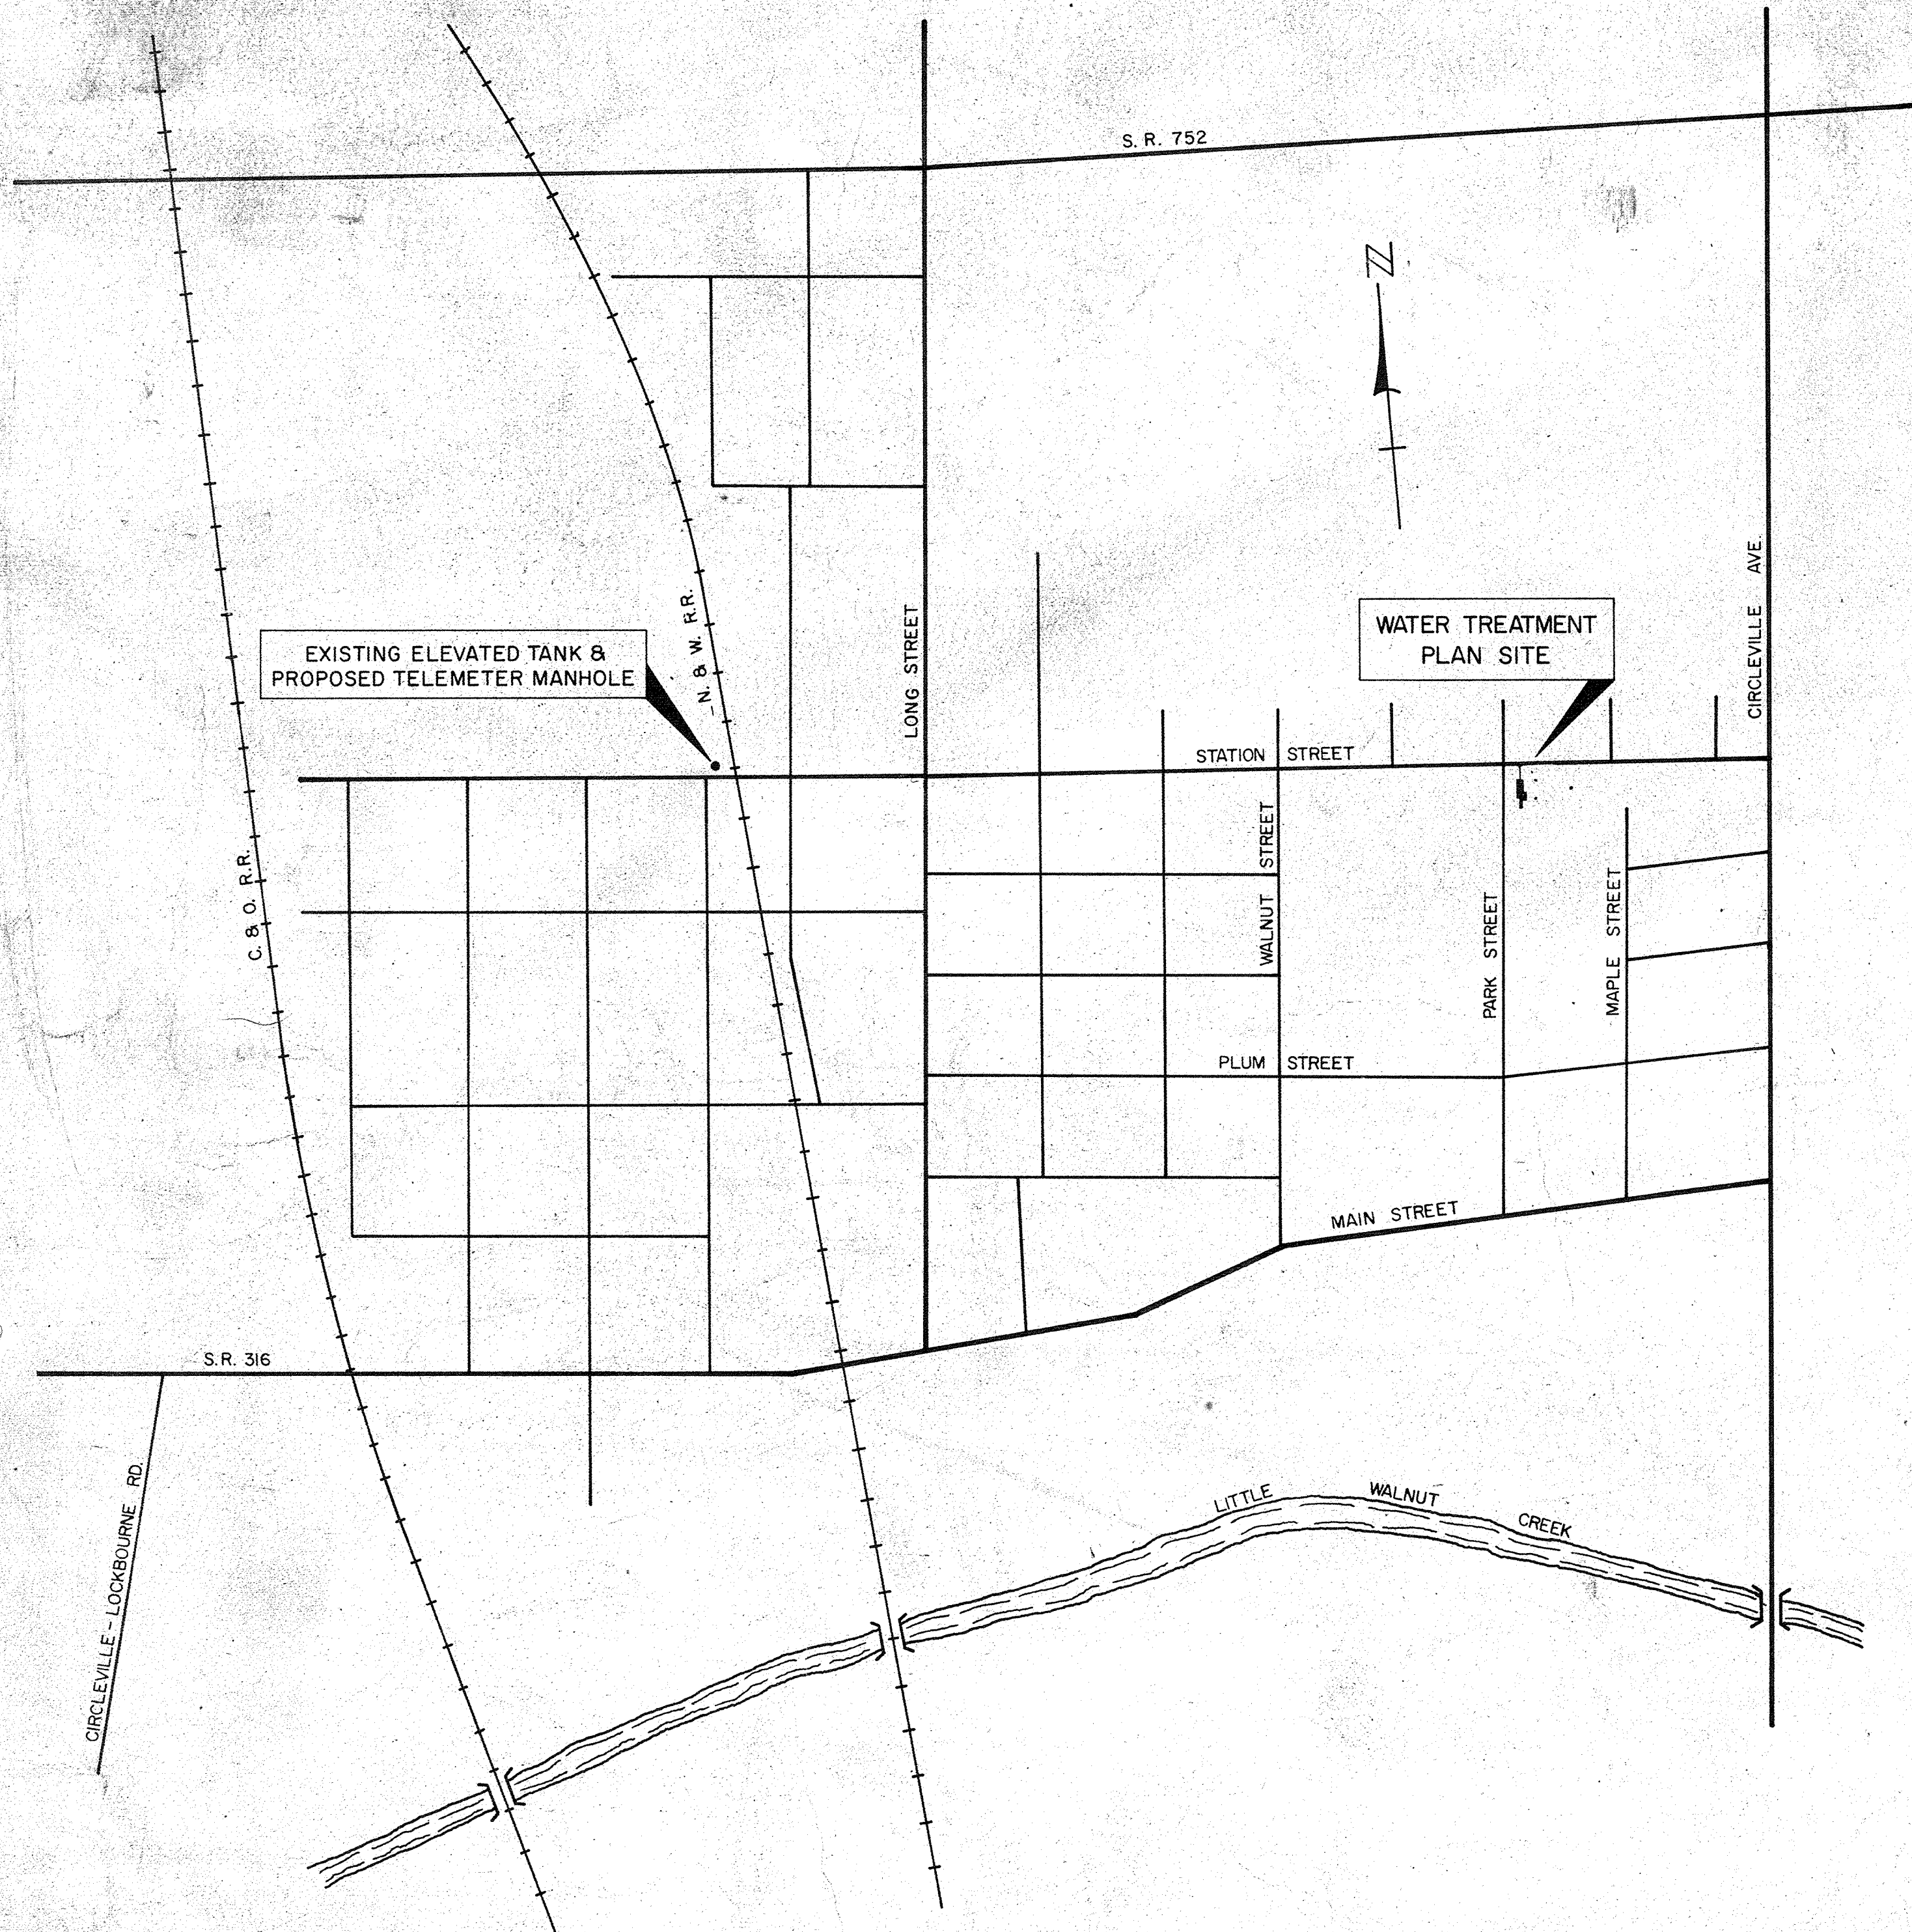 S. R. 752
N
EXISTING ELEVATED TANK &
PROPOSED TELEMETER MANHOLE
N. & W. R.R.
LONG STREET
WATER TREATMENT
PLAN SITE
CIRCLEVILLE AVE.
STATION STREET
WALNUT STREET
C. & O. R.R.
PARK STREET
MAPLE STREET
PLUM STREET
MAIN STREET
S.R. 316
CIRCLEVILLE - LOCKBOURNE RD.
LITTLE WALNUT CREEK